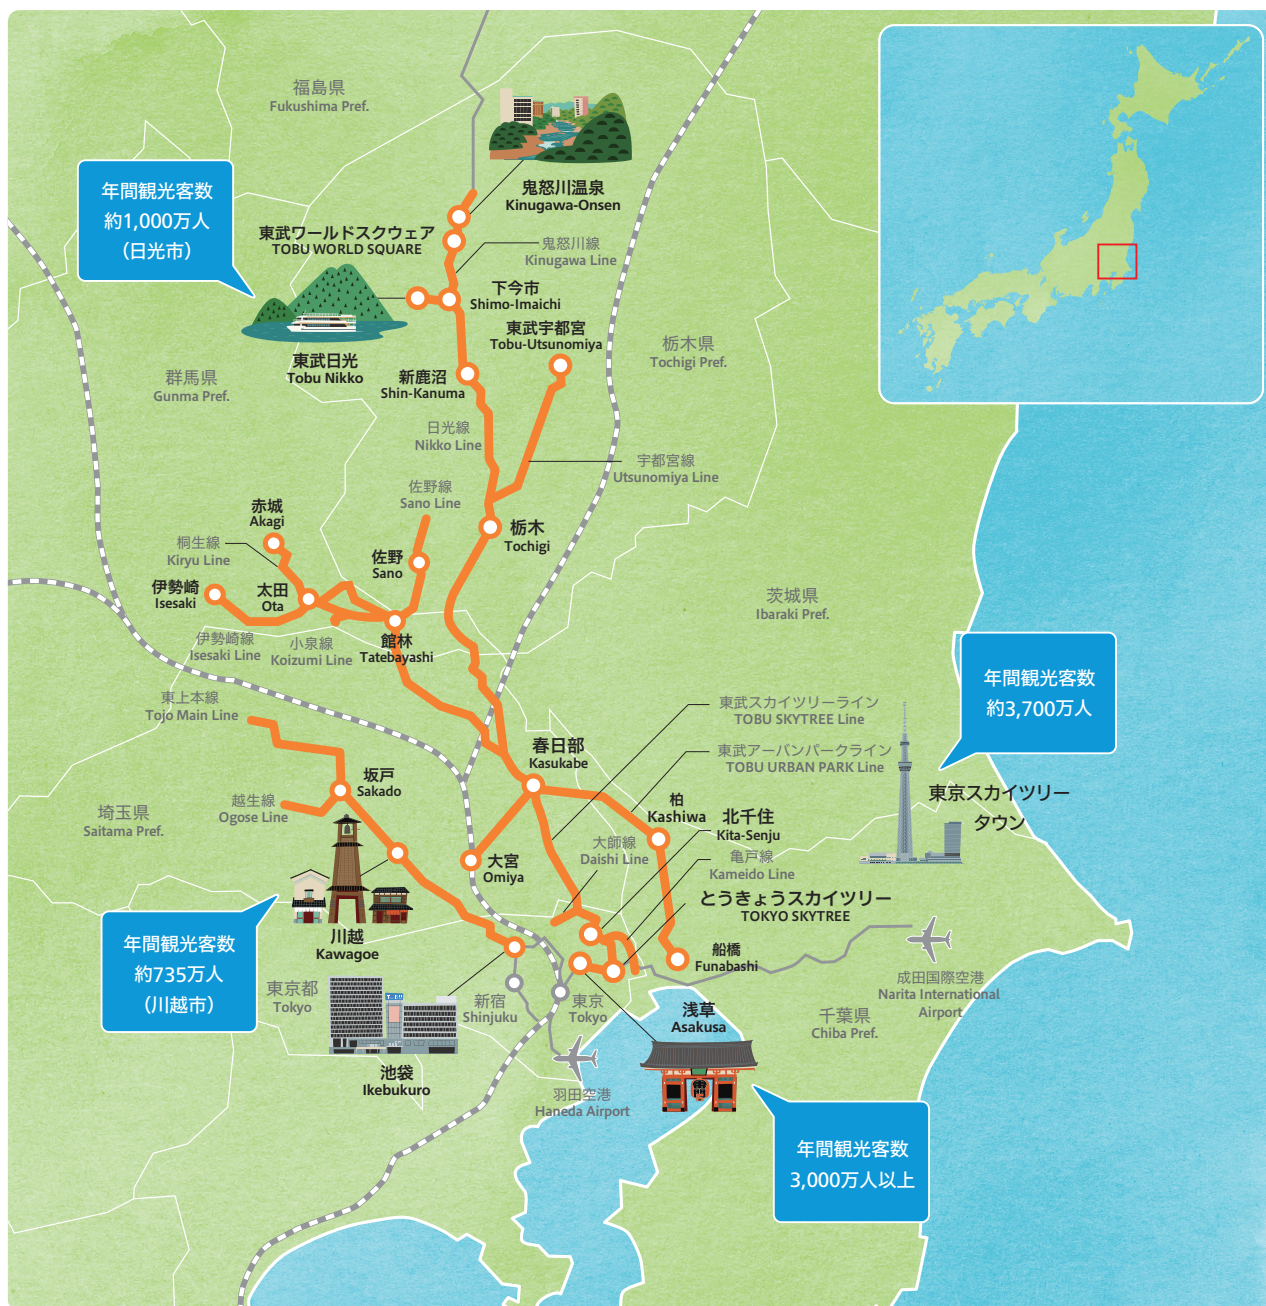 福島県
Fukushima Pref.
年間観光客数
約1,000万人
（日光市）
鬼怒川温泉
Kinugawa-Onsen
東武ワールドスクウェア
TOBU WORLD SQUARE
鬼怒川線
Kinugawa Line
下今市
Shimo-Imaichi
東武宇都宮
Tobu-Utsunomiya
栃木県
Tochigi Pref.
東武日光
Tobu Nikko
新鹿沼
Shin-Kanuma
群馬県
Gunma Pref.
日光線
Nikko Line
宇都宮線
Utsunomiya Line
佐野線
Sano Line
赤城
Akagi
栃木
Tochigi
桐生線
Kiryu Line
佐野
Sano
伊勢崎
Isesaki
太田
Ota
茨城県
Ibaraki Pref.
伊勢崎線
Isesaki Line
小泉線
Koizumi Line
館林
Tatebayashi
年間観光客数
約3,700万人
東上本線
Tojo Main Line
東武スカイツリーライン
TOBU SKYTREE Line
春日部
Kasukabe
東武アーバンパークライン
TOBU URBAN PARK Line
坂戸
Sakado
東京スカイツリー
タウン
越生線
Ogose Line
埼玉県
Saitama Pref.
柏
Kashiwa
北千住
Kita-Senju
大師線
Daishi Line
亀戸線
Kameido Line
大宮
Omiya
とうきょうスカイツリー
TOKYO SKYTREE
川越
Kawagoe
年間観光客数
約735万人
（川越市）
船橋
Funabashi
成田国際空港
Narita International
Airport
東京都
Tokyo
新宿
Shinjuku
東京
Tokyo
浅草
Asakusa
千葉県
Chiba Pref.
池袋
Ikebukuro
羽田空港
Haneda Airport
年間観光客数
3,000万人以上